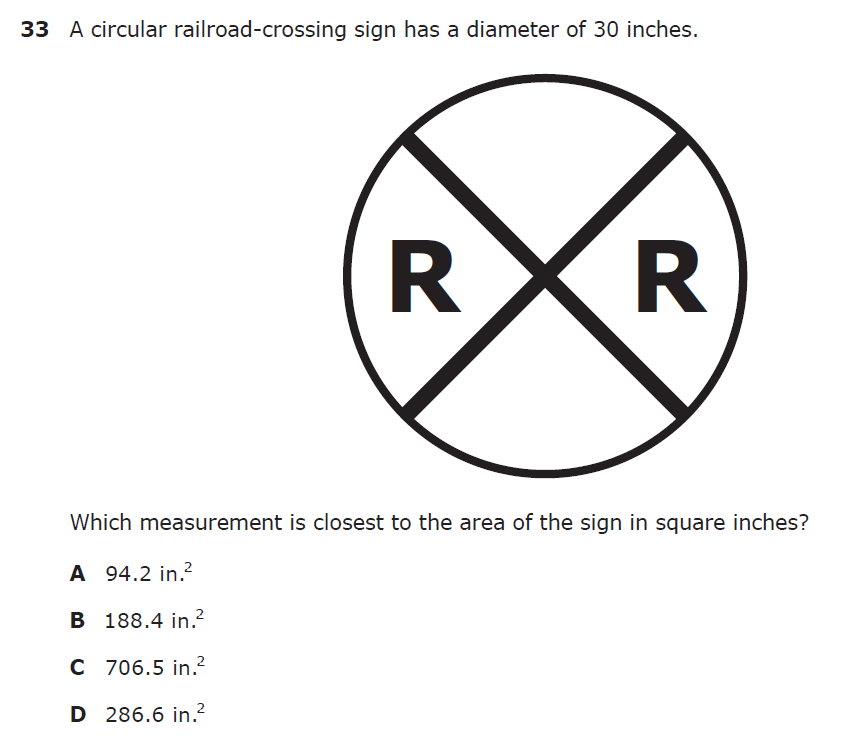 33 A circular railroad-crossing sign has a diameter of 30 inches.
R R
Which measurement is closest to the area of the sign in square inches?
A 94.2 in.²
B 188.4 in.²
C 706.5 in.²
D 286.6 in.²